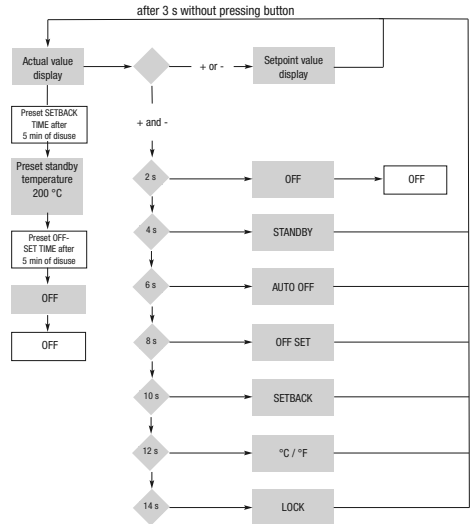 after 3 s without pressing button
Actual value
display
+ or -
Setpoint value
display
Preset SETBACK
TIME after
5 min of disuse
+ and -
Preset standby
temperature
200 °C
2 s
OFF
OFF
Preset OFF-
SET TIME after
5 min of disuse
4 s
STANDBY
OFF
6 s
AUTO OFF
OFF
8 s
OFF SET
10 s
SETBACK
12 s
°C / °F
14 s
LOCK